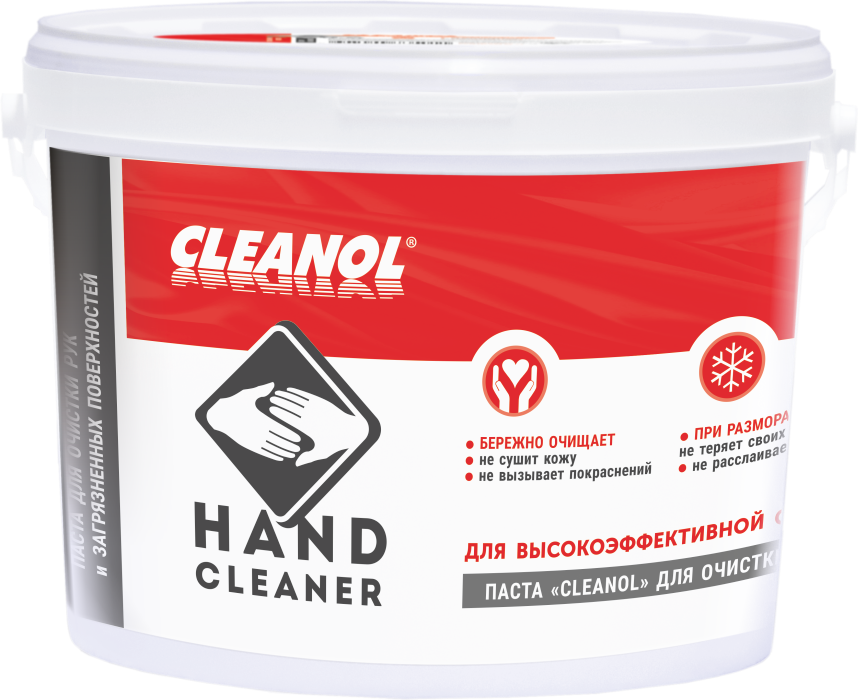 CLEANOL®
ПАСТА ДЛЯ ОЧИСТКИ РУК
и ЗАГРЯЗНЕННЫХ ПОВЕРХНОСТЕЙ
HAND
CLEANER
• БЕРЕЖНО ОЧИЩАЕТ
• не сушит кожу
• не вызывает покраснений
• ПРИ РАЗМОРА
не теряет своих
• не расслаивае
ДЛЯ ВЫСОКОЭФФЕКТИВНОЙ
ПАСТА «CLEANOL» ДЛЯ ОЧИСТК